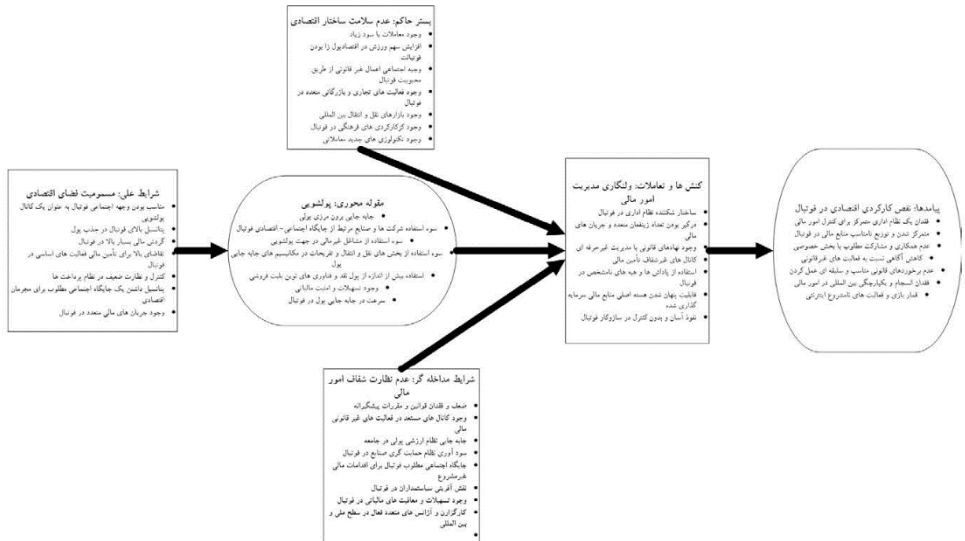 بستر حاکم: عدم سلامت ساختار اقتصادی
وجود معاملات با سود زیاد
افزایش سهم ورزش در اقتصادپول زا بودن
فوتبالت
وجیه اجتماعی اعمال غیر قانونی از طریق
محبوبیت فوتبال
وجود فعالیت های تجاری و بازرگانی متعدد در
فوتبال
وجود بازارهای نقل و انتقال بین المللی
وجود کژکارکردی های فرهنگی در فوتبال
وجود تکنولوژی های جدید معاملاتی
شرایط علی: مسمومیت فضای اقتصادی
مناسب بودن وجهه اجتماعی فوتبال به عنوان یک کانال
پولشویی
پتانسیل بالای فوتبال در جذب پول
گردش مالی بسیار بالا در فوتبال
تقاضای بالا برای تأمین مالی فعالیت های اساسی در
فوتبال
کنترل و نظارت ضعیف در نظام پرداخت ها
پتانسیل داشتن یک جایگاه اجتماعی مطلوب برای مجرمان
اقتصادی
وجود جریان های مالی متعدد در فوتبال
مقوله محوری: پولشویی
جابه جایی برون مرزی پولی
سوء استفاده شرکت ها و صنایع مرتبط از جایگاه اجتماعی – اقتصادی فوتبال
سوء استفاده از مشاغل غیرمالی در جهت پولشویی
سوء استفاده از بخش های نقل و انتقال و تفریحات در مکانیسم های جابه جایی
پول
استفاده بیش از اندازه از پول نقد و فناوری های نوین بلیت فروشی
وجود تسهیلات و امنیت مالیاتی
سرعت در جابه جایی پول در فوتبال
شرایط مداخله گر: عدم نظارت شفاف امور
مالی
ضعف و فقدان قوانین و مقررات پیشگیرانه
وجود کانال های مستعد در فعالیت های غیر قانونی
مالی
جابه جایی نظام ارزشی پولی در جامعه
سود آوری نظام حمایت گری صنایع در فوتبال
جایگاه اجتماعی مطلوب فوتبال برای اقدامات مالی
غیرمشروع
نقش آفرینی سیاستمداران در فوتبال
وجود تسهیلات و معافیت های مالیاتی در فوتبال
کارگزارن و آژانس های متعدد فعال در سطح ملی و
بین المللی
کنش ها و تعاملات: ولنگاری مدیریت
امور مالی
ساختار شکننده نظام اداری در فوتبال
درگیر بودن تعداد ذینفعان متعدد و جریان های
مالی
وجود نهادهای قانونی با مدیریت غیرحرفه ای
کانال های غیرشفاف تأمین مالی
استفاده از پاداش ها و هبه های نامشخص در
فوتبال
قابلیت پنهان شدن هسته اصلی منابع مالی سرمایه
گذاری شده
نفوذ آسان و بدون کنترل در سازوکار فوتبال
پیامدها: نقص کارکردی اقتصادی در فوتبال
فقدان یک نظام اداری متمرکز برای کنترل امور مالی
متمرکز شدن و توزیع نامناسب منابع مالی در فوتبال
عدم همکاری و مشارکت مطلوب با بخش خصوصی
کاهش آگاهی نسبت به فعالیت های غیرقانونی
عدم برخوردهای قانونی مناسب و سلیقه ای عمل کردن
فقدان انسجام و یکپارچگی بین المللی در امور مالی
قمار بازی و فعالیت های نامشروع اینترنتی